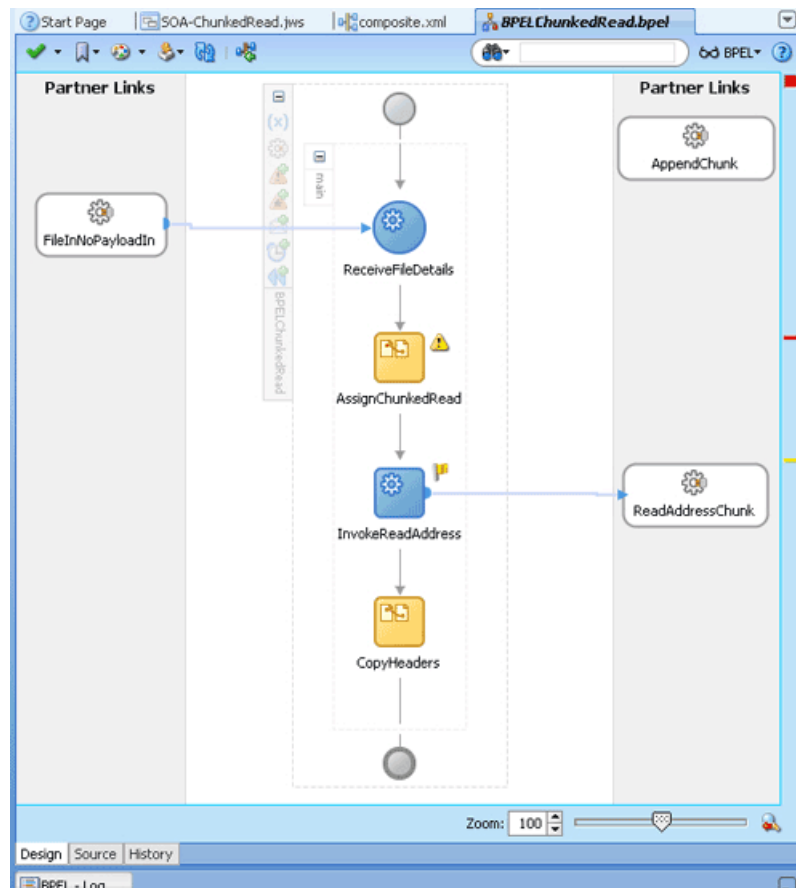 Start Page
SOA-ChunkedRead.jws
composite.xml
BPELChunkedRead.bpel
BPEL
Partner Links
Partner Links
main
AppendChunk
FileInNoPayloadIn
ReceiveFileDetails
BPELChunkedRead
AssignChunkedRead
ReadAddressChunk
InvokeReadAddress
CopyHeaders
Zoom: 100
Design Source History
BPEL - Log